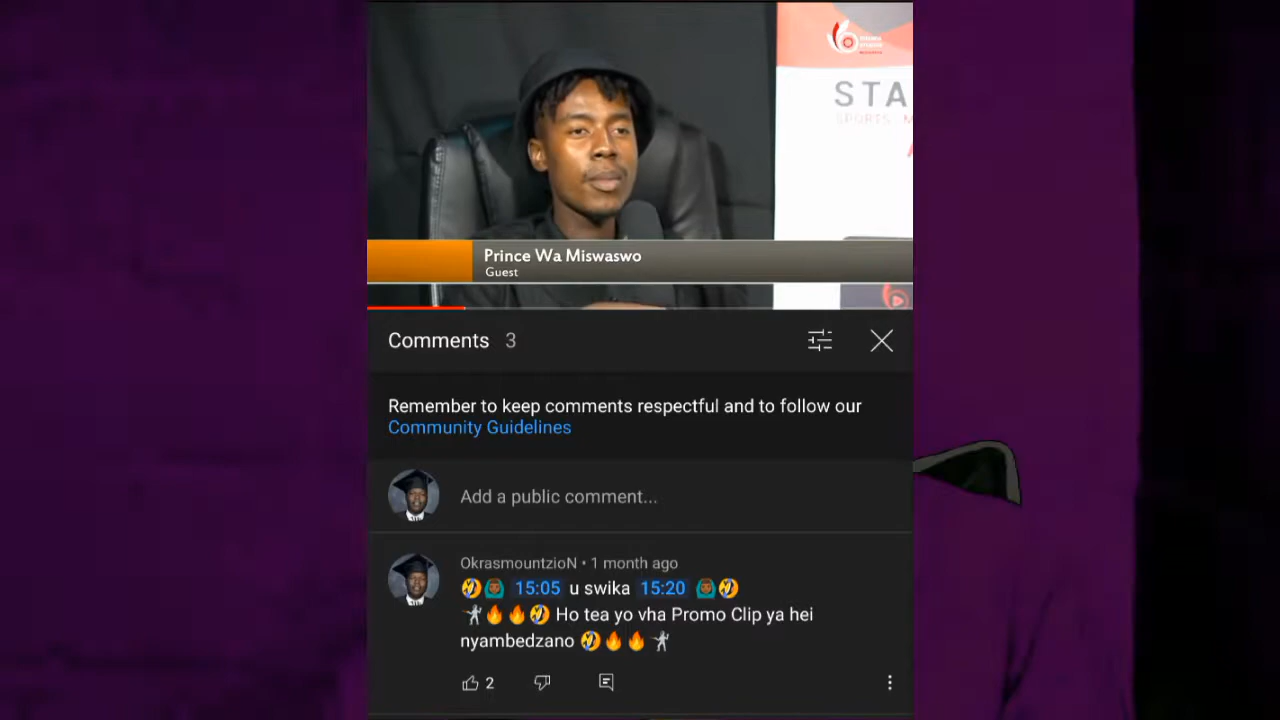 STA
SPORTS M
Prince Wa Miswaswo
Guest
Comments 3
Remember to keep comments respectful and to follow our
Community Guidelines
Add a public comment...
OkrasmountzioN • 1 month ago
🤣🙆🏾‍♂️ 15:05 u swika 15:20 🙆🏾‍♂️🤣
🤺🔥🔥🤣 Ho tea yo vha Promo Clip ya hei
nyambedzano 🤣🔥🔥🤺
2